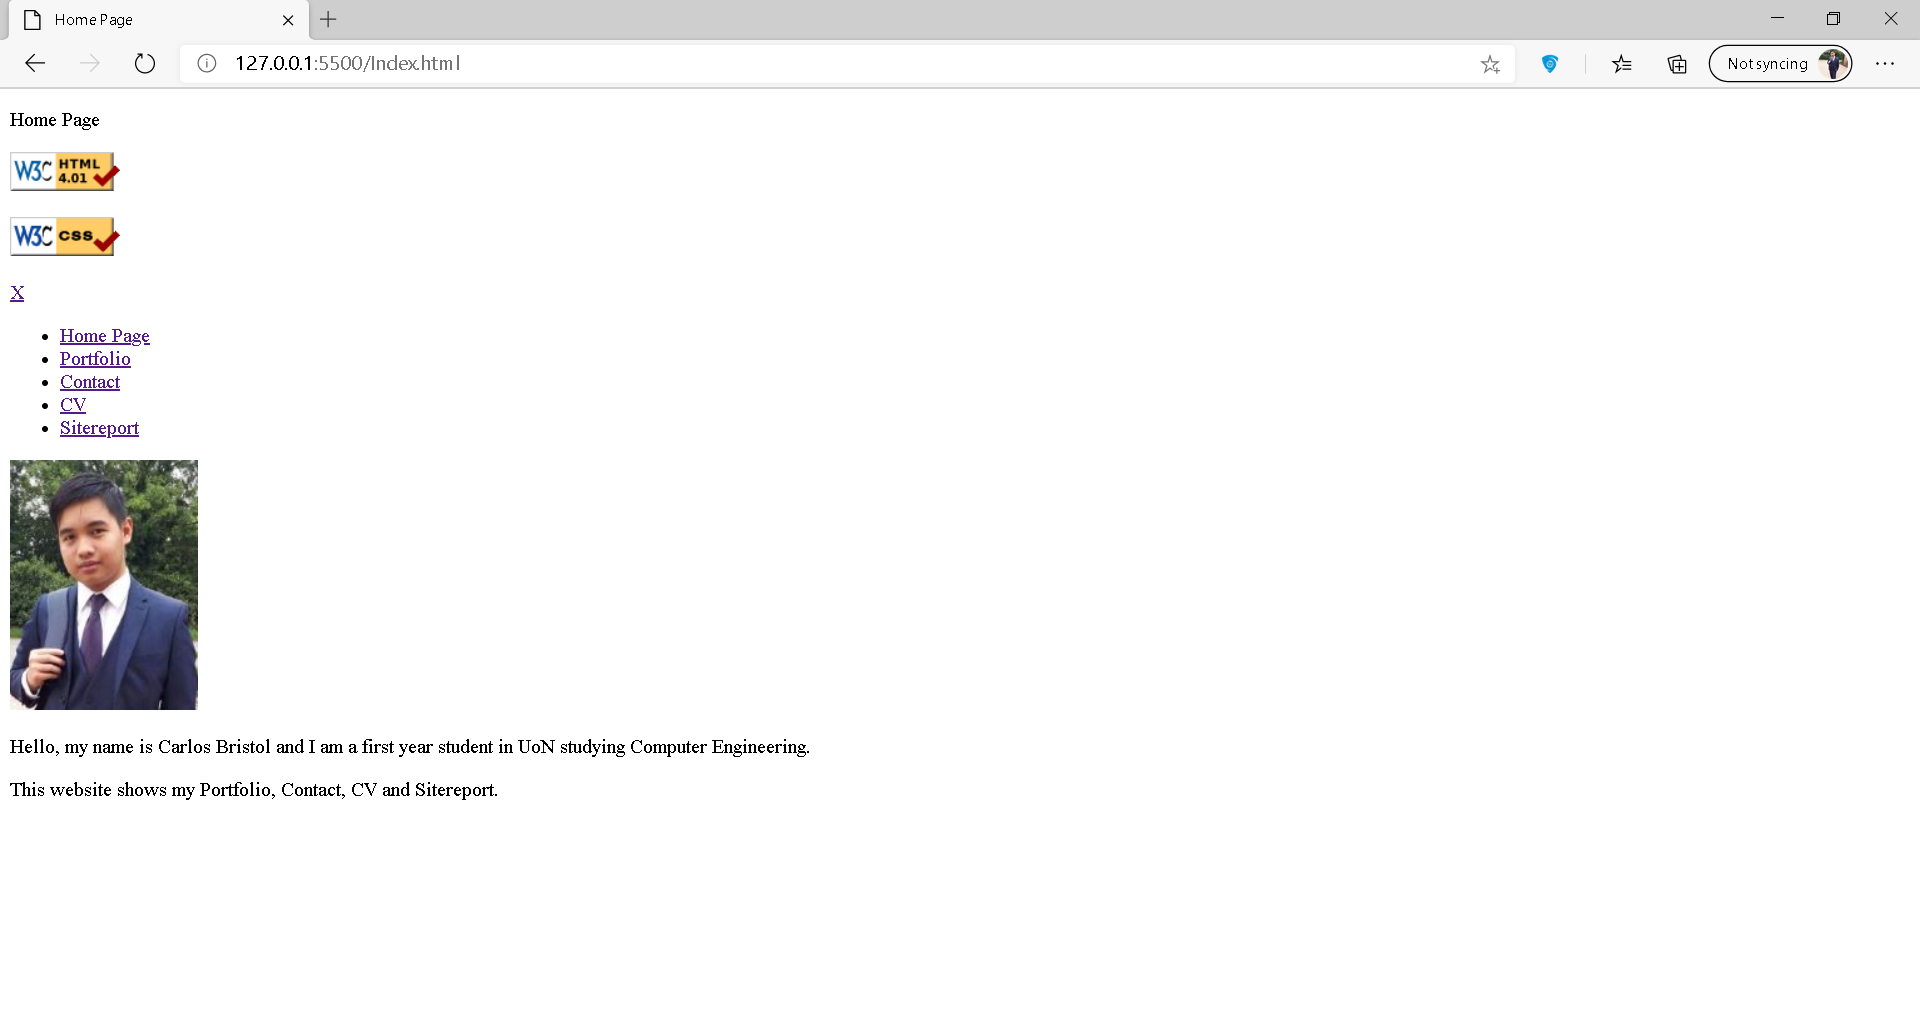 Home Page
127.0.0.1:5500/Index.html
Not syncing
Home Page
W3C HTML 4.01
W3C css
X
Home Page
Portfolio
Contact
CV
Sitereport
Hello, my name is Carlos Bristol and I am a first year student in UoN studying Computer Engineering.
This website shows my Portfolio, Contact, CV and Sitereport.